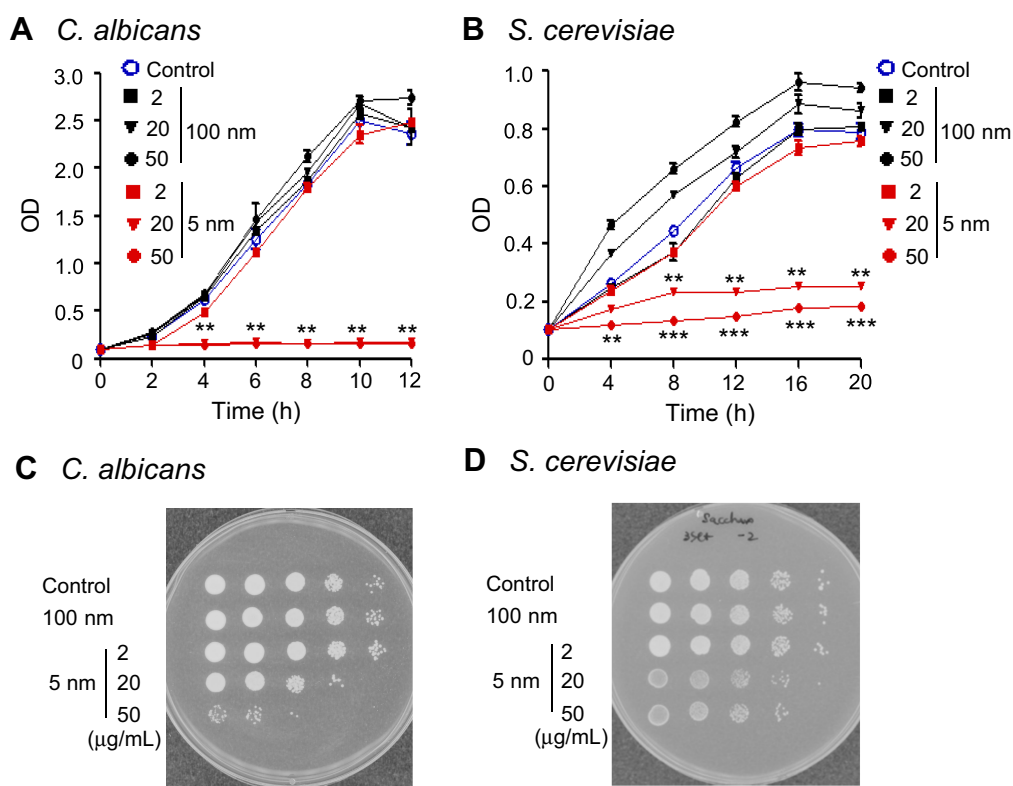 A C. albicans
3.0
2.5
2.0
1.5
1.0
0.5
0
OD
0 2 4 6 8 10 12
Time (h)
Control
2
20
50
100 nm
2
20
50
5 nm
** ** ** ** **
B S. cerevisiae
1.0
0.8
0.6
0.4
0.2
0
OD
0 4 8 12 16 20
Time (h)
Control
2
20
50
100 nm
2
20
50
5 nm
** ** ** **
** *** *** *** ***
C C. albicans
Control
100 nm
2
5 nm 20
50
(μg/mL)
D S. cerevisiae
3set -2
Control
100 nm
2
5 nm 20
50
(μg/mL)